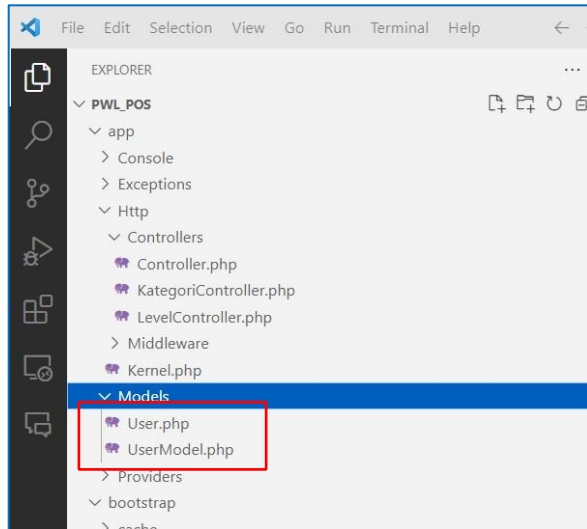 File Edit Selection View Go Run Terminal Help
EXPLORER
PWL_POS
app
Console
Exceptions
Http
Controllers
Controller.php
KategoriController.php
LevelController.php
Middleware
Kernel.php
Models
User.php
UserModel.php
Providers
bootstrap
cache